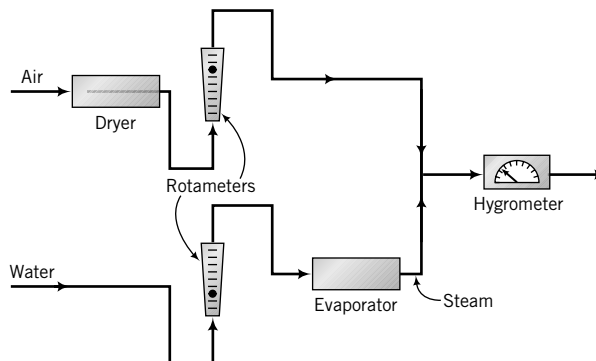 Air
Dryer
Rotameters
Hygrometer
Water
Evaporator
Steam